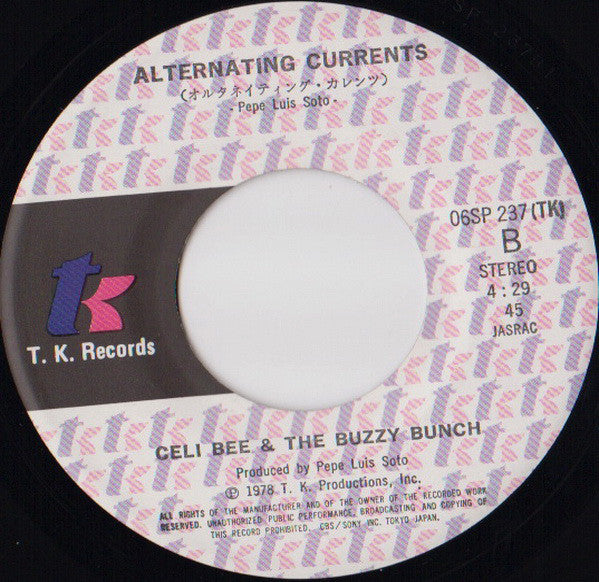 ALTERNATING CURRENTS
(オルタネイティング・カレンツ)
- Pepe Luis Soto -
tk
T. K. Records
06SP 237(TK)
B
STEREO
4:29
45
JASRAC
CELI BEE & THE BUZZY BUNCH
Produced by Pepe Luis Soto
Ⓟ 1978 T. K. Productions, Inc.
ALL RIGHTS OF THE MANUFACTURER AND OF THE OWNER OF THE RECORDED WORK
RESERVED. UNAUTHORIZED PUBLIC PERFORMANCE, BROADCASTING AND COPYING OF
THIS RECORD PROHIBITED. CBS/SONY INC. TOKYO JAPAN.